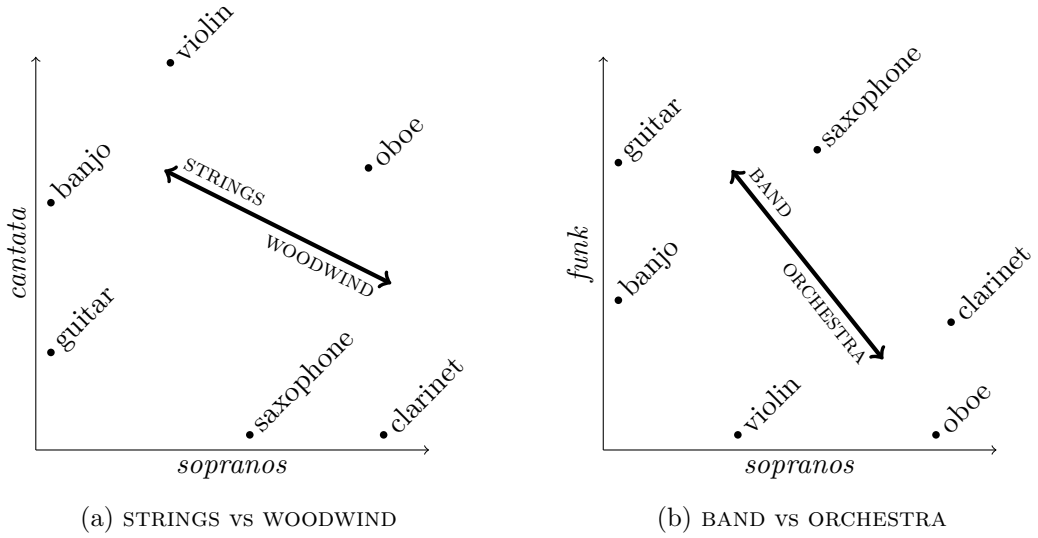 violin
oboe
banjo
STRINGS
WOODWIND
cantata
guitar
saxophone
clarinet
sopranos
(a) STRINGS vs WOODWIND
saxophone
guitar
BAND
funk
banjo
ORCHESTRA
clarinet
violin
oboe
sopranos
(b) BAND vs ORCHESTRA